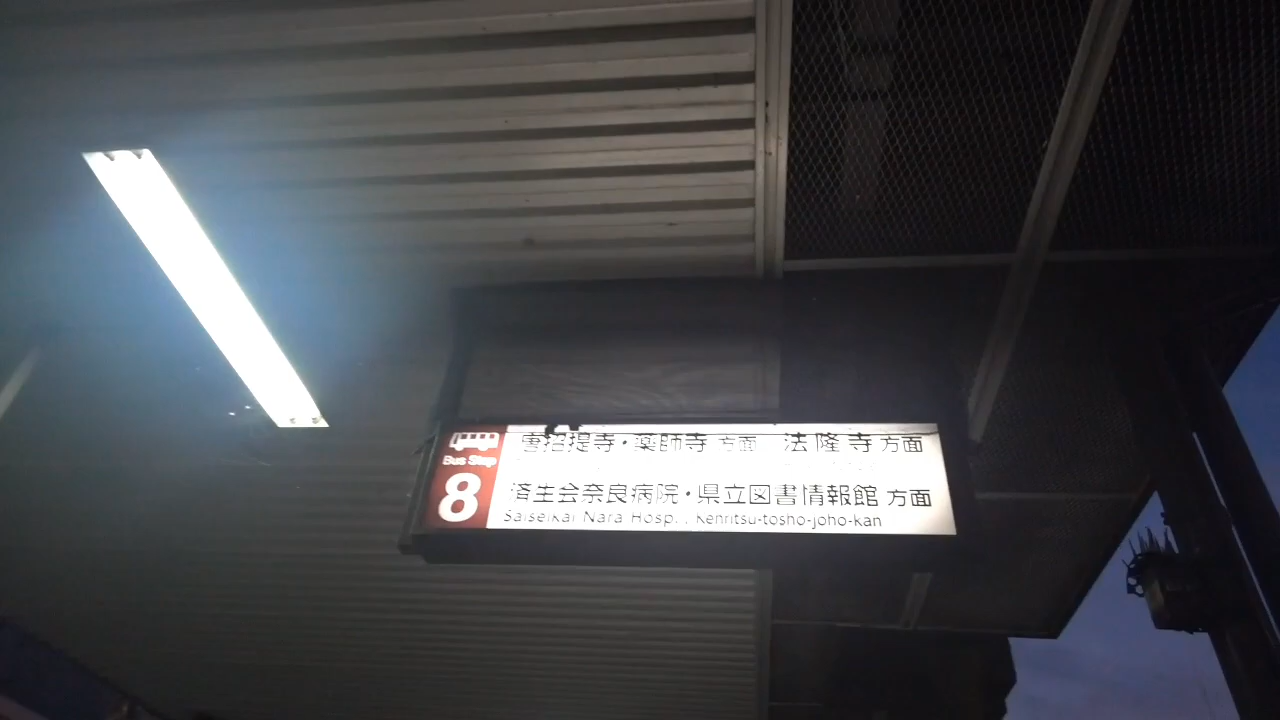 Bus Stop
8
唐招提寺・薬師寺 方面 法隆寺 方面
済生会奈良病院・県立図書情報館 方面
Saiseikai Nara Hosp., Kenritsu-tosho-joho-kan